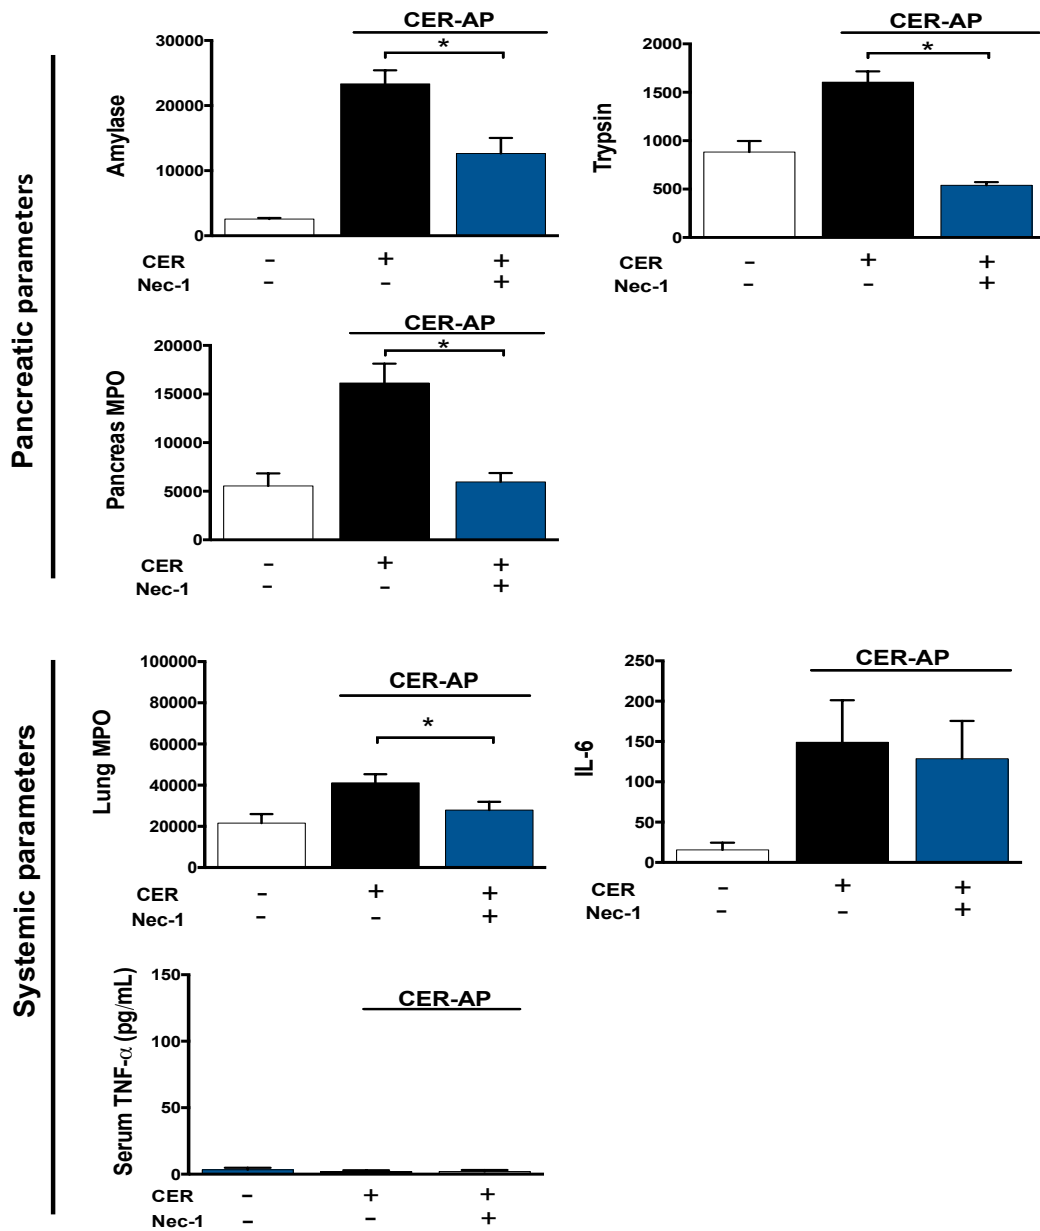 Pancreatic parameters
CER-AP
*
Amylase
30000
20000
10000
0
CER - + +
Nec-1 - - +
CER-AP
*
Trypsin
2000
1500
1000
500
0
CER - + +
Nec-1 - - +
CER-AP
*
Pancreas MPO
20000
15000
10000
5000
0
CER - + +
Nec-1 - - +
Systemic parameters
CER-AP
*
Lung MPO
100000
80000
60000
40000
20000
0
CER - + +
Nec-1 - - +
CER-AP
IL-6
250
200
150
100
50
0
CER - + +
Nec-1 - - +
CER-AP
Serum TNF-α (pg/mL)
150
100
50
0
CER - + +
Nec-1 - - +